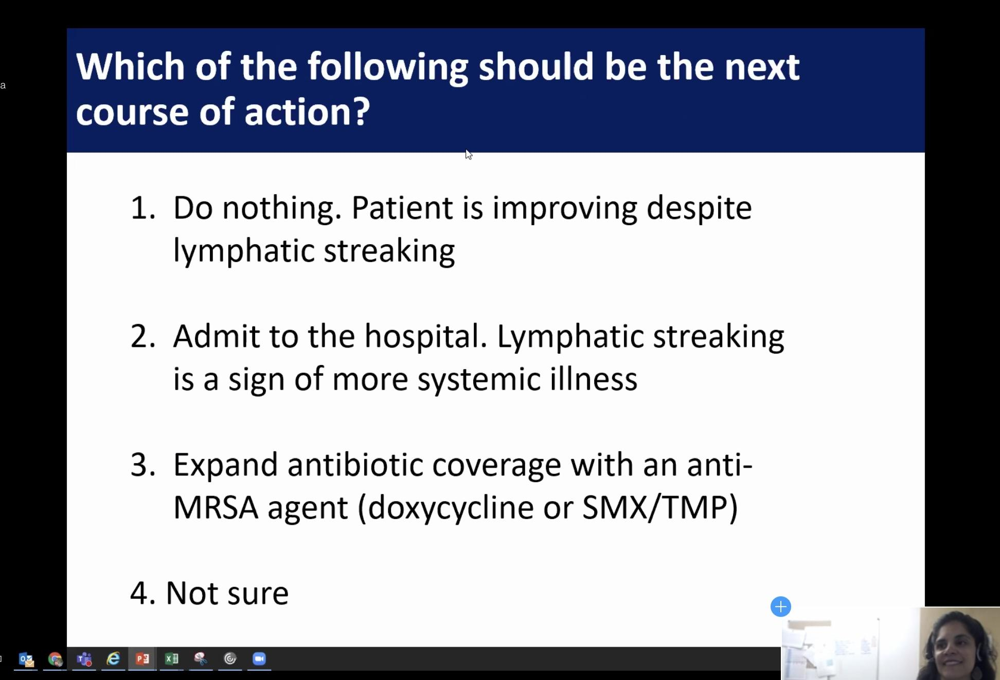 Which of the following should be the next
course of action?
a
1. Do nothing. Patient is improving despite
lymphatic streaking
2. Admit to the hospital. Lymphatic streaking
is a sign of more systemic illness
3. Expand antibiotic coverage with an anti-
MRSA agent (doxycycline or SMX/TMP)
4. Not sure